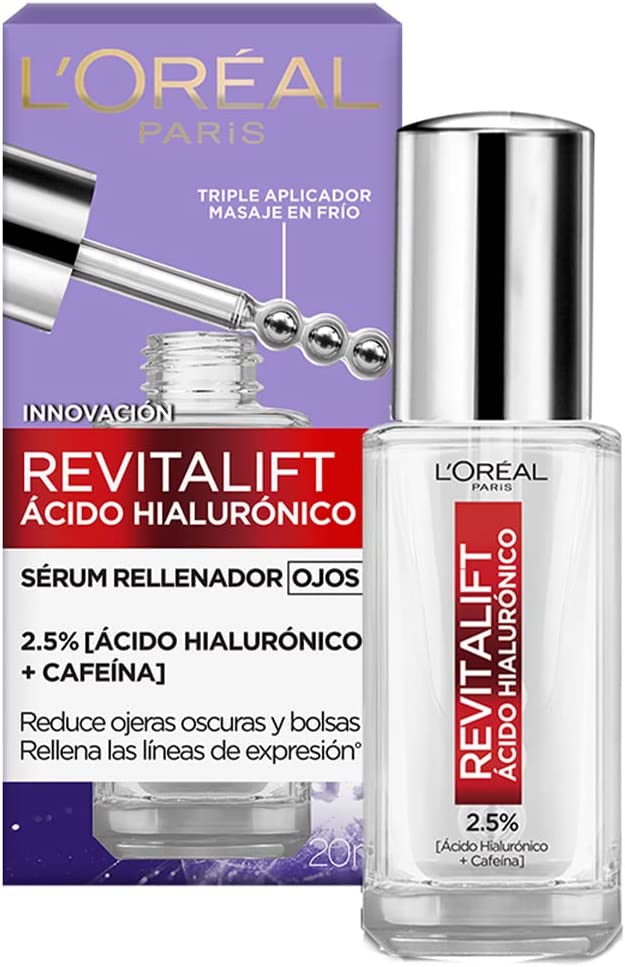 L'ORÉAL
PARIS
TRIPLE APLICADOR
MASAJE EN FRÍO
INNOVACIÓN
REVITALIFT
ÁCIDO HIALURÓNICO
SÉRUM RELLENADOR OJOS
2.5% [ÁCIDO HIALURÓNICO
+ CAFEÍNA]
Reduce ojeras oscuras y bolsas
Rellena las líneas de expresión°
L'ORÉAL
PARIS
REVITALIFT
ÁCIDO HIALURÓNICO
2.5%
[Ácido Hialurónico
+ Cafeína]